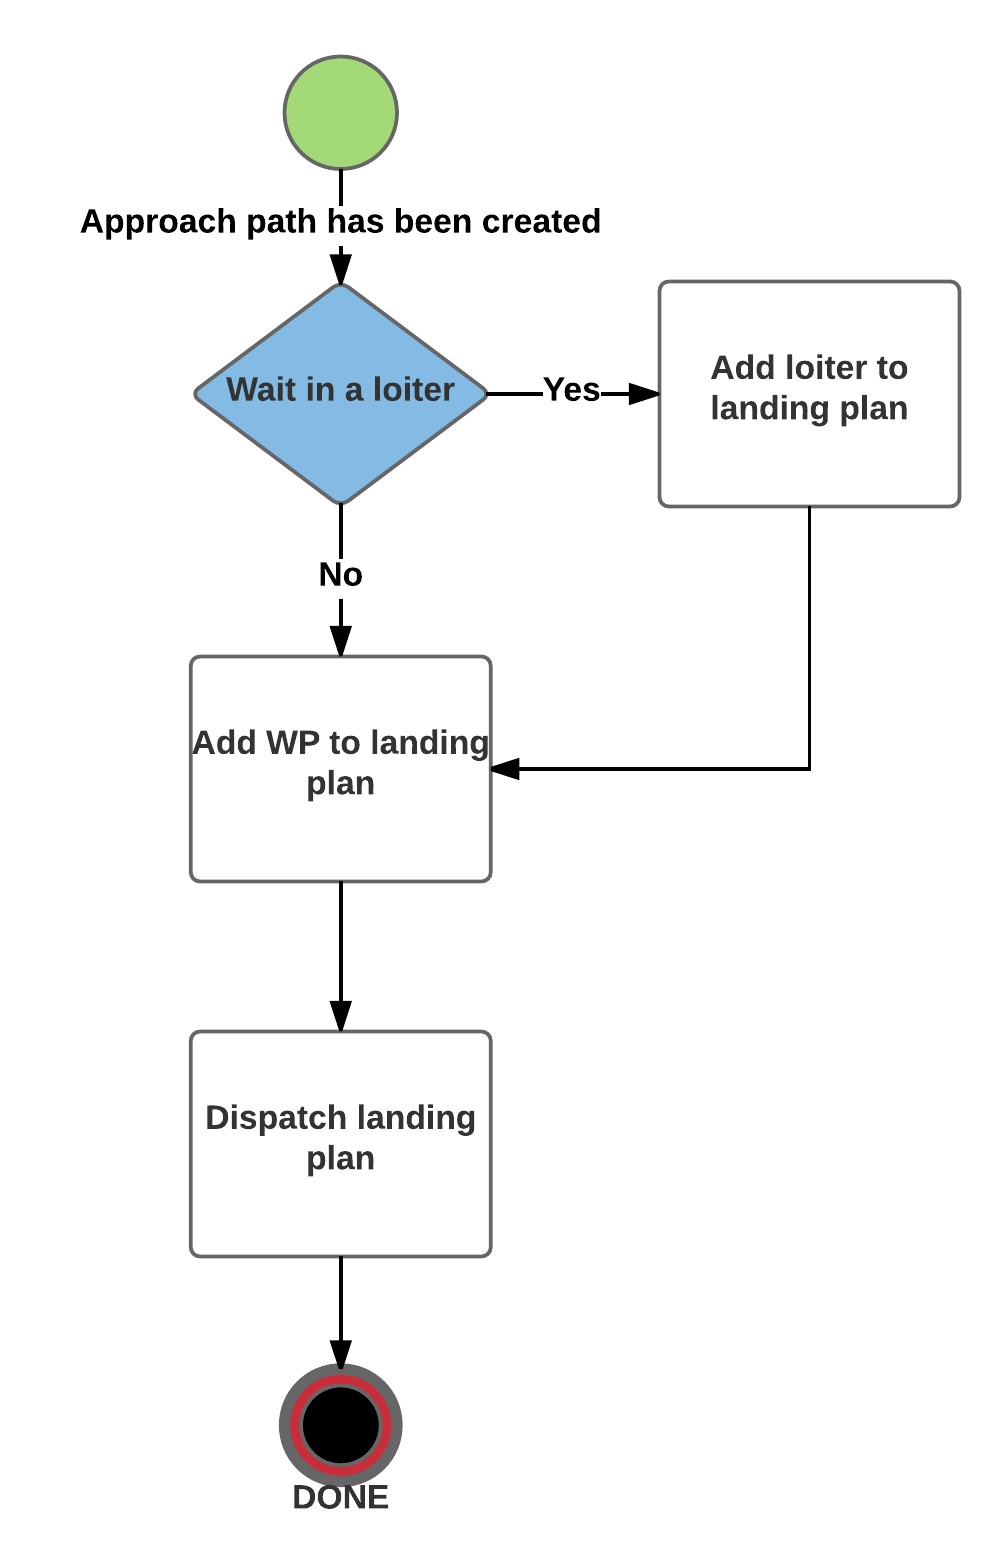 Approach path has been created
Wait in a loiter
Yes
Add loiter to
landing plan
No
Add WP to landing
plan
Dispatch landing
plan
DONE